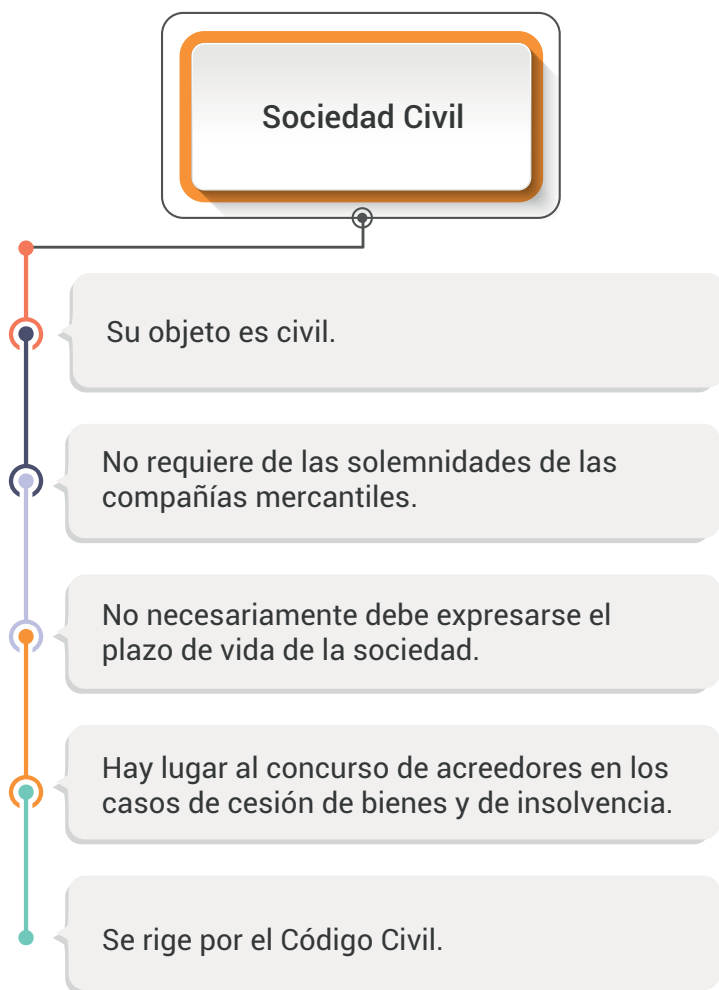 Sociedad Civil
Su objeto es civil.
No requiere de las solemnidades de las
compañías mercantiles.
No necesariamente debe expresarse el
plazo de vida de la sociedad.
Hay lugar al concurso de acreedores en los
casos de cesión de bienes y de insolvencia.
Se rige por el Código Civil.